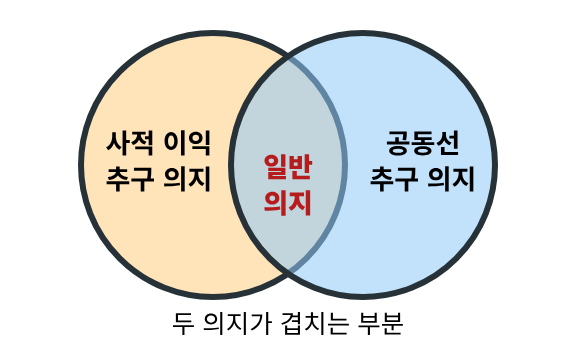 사적 이익
추구 의지
일반
의지
공동선
추구 의지
두 의지가 겹치는 부분